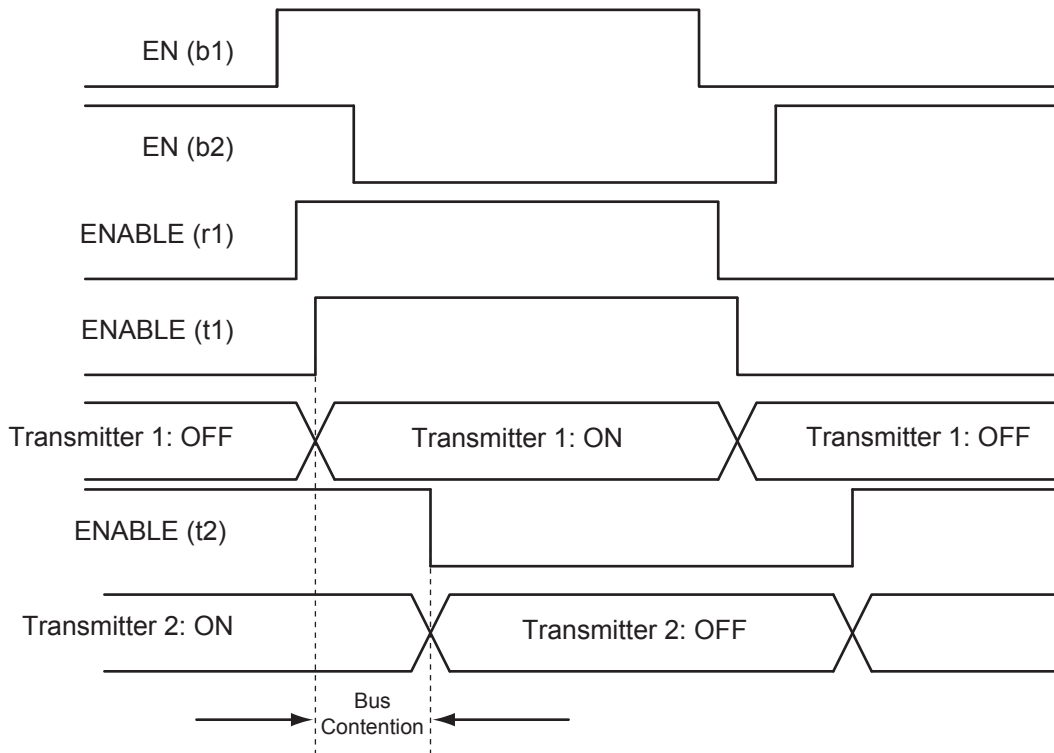 EN (b1)
EN (b2)
ENABLE (r1)
ENABLE (t1)
Transmitter 1: OFF
Transmitter 1: ON
Transmitter 1: OFF
ENABLE (t2)
Transmitter 2: ON
Transmitter 2: OFF
Bus
Contention